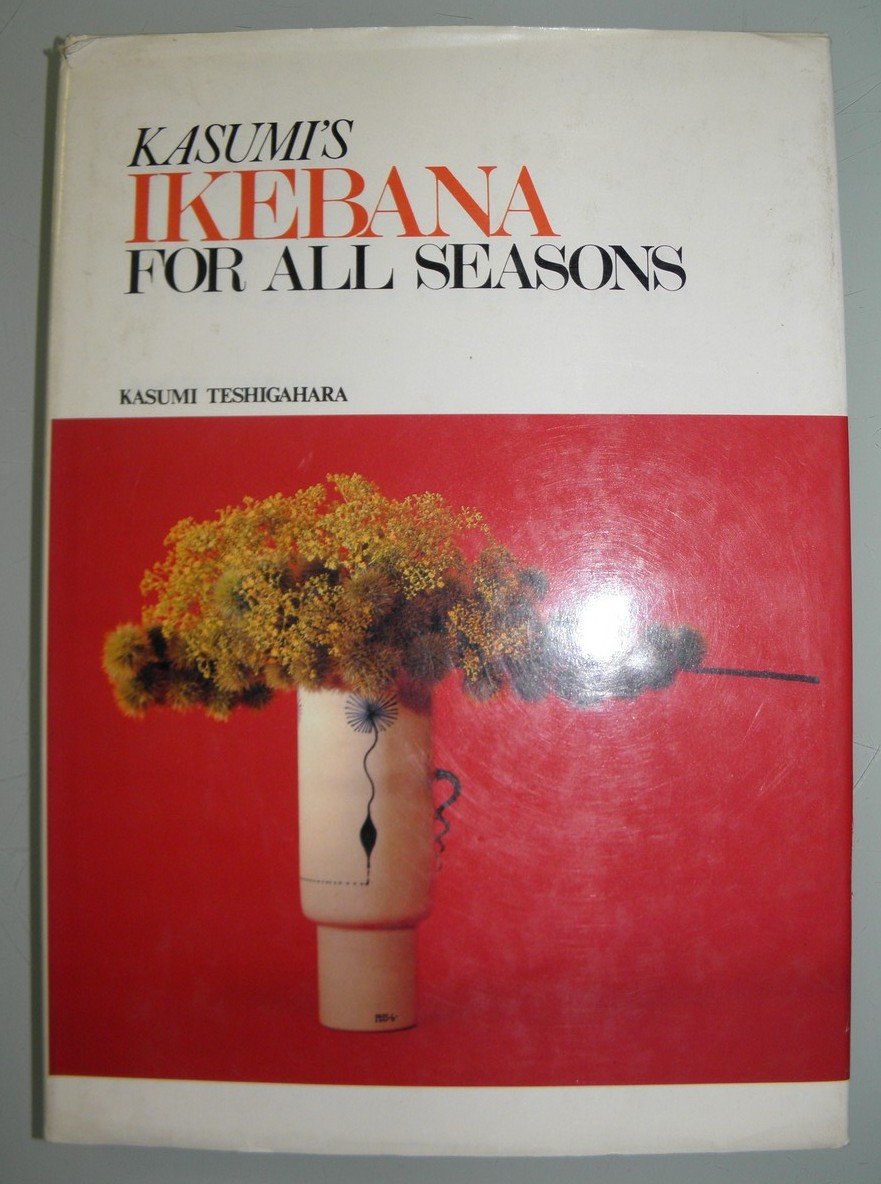 KASUMI'S
IKEBANA
FOR ALL SEASONS
KASUMI TESHIGAHARA